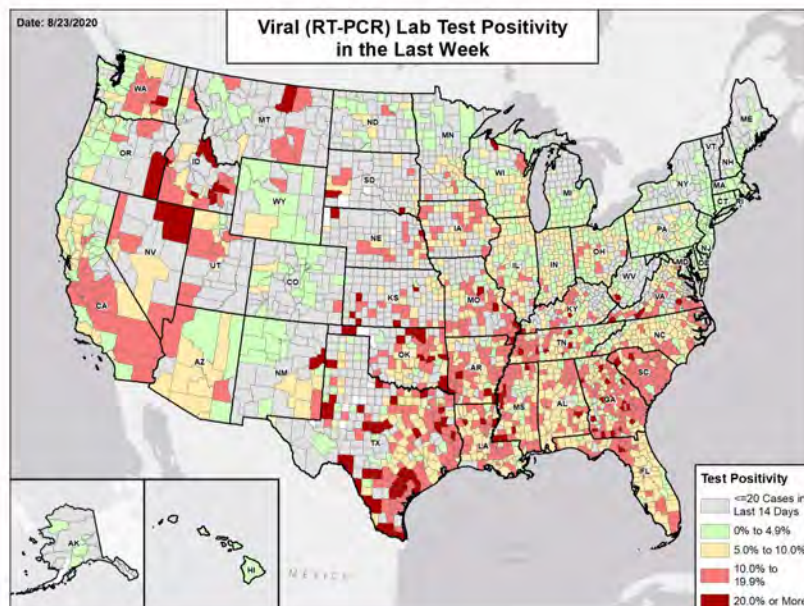 Date: 8/23/2020
Viral (RT-PCR) Lab Test Positivity
in the Last Week
WA
MT
ND
MN
ME
OR
ID
SD
WI
VT
NH
WY
MI
NY
MA
CT
RI
NV
NE
IA
PA
NJ
UT
IL
IN
OH
MD
DE
CA
CO
KS
MO
WV
VA
KY
AZ
NM
OK
AR
TN
NC
SC
TX
LA
MS
AL
GA
FL
AK
HI
MEXICO
Test Positivity
<=20 Cases in
Last 14 Days
0% to 4.9%
5.0% to 10.0%
10.0% to
19.9%
20.0% or More